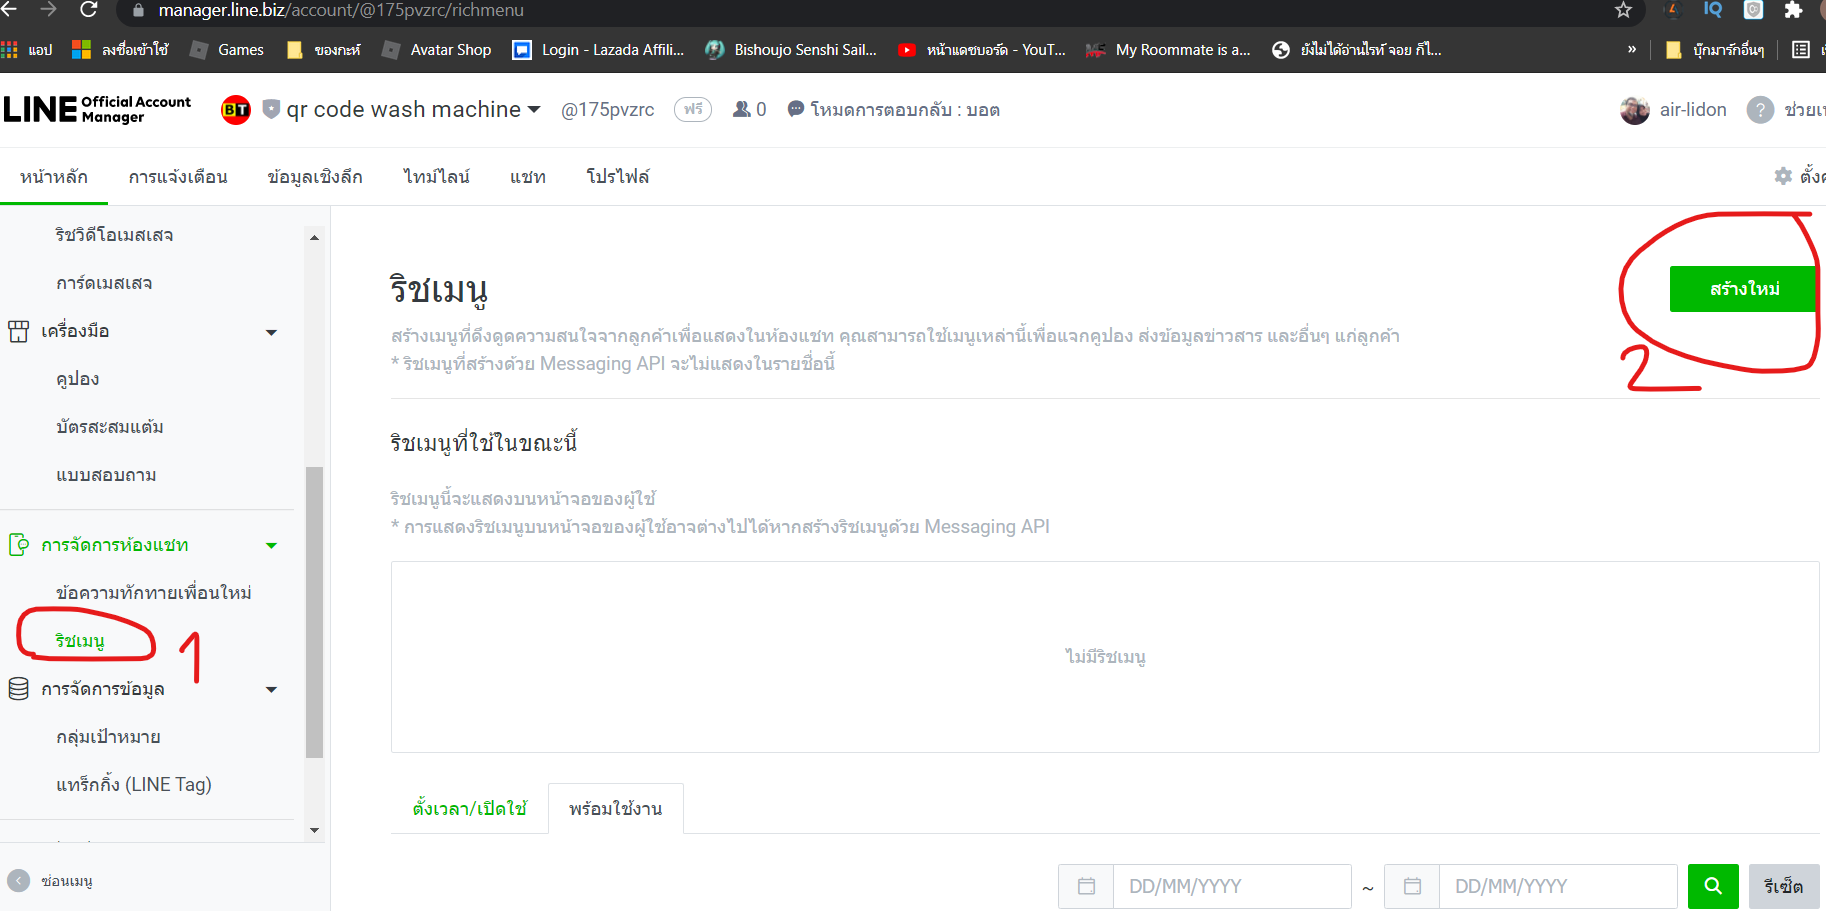 manager.line.biz/account/@175pvzrc/richmenu
แอป ลงชื่อเข้าใช้ Games ของกะห์ Avatar Shop Login - Lazada Affili... Bishoujo Senshi Sail... หน้าแดชบอร์ด - YouT... My Roommate is a... ยังไม่ได้อ่านไรท์ จอย ก็ไ... » บุ๊กมาร์กอื่นๆ
LINE Official Account Manager BT qr code wash machine @175pvzrc ฟรี 0 โหมดการตอบกลับ : บอต air-lidon ?
หน้าหลัก การแจ้งเตือน ข้อมูลเชิงลึก ไทม์ไลน์ แชท โปรไฟล์
ริชวิดีโอเมสเสจ
การ์ดเมสเสจ
เครื่องมือ
คูปอง
บัตรสะสมแต้ม
แบบสอบถาม
การจัดการห้องแชท
ข้อความทักทายเพื่อนใหม่
ริชเมนู
1
การจัดการข้อมูล
กลุ่มเป้าหมาย
แทร็กกิ้ง (LINE Tag)
ซ่อนเมนู
ริชเมนู
สร้างใหม่
2
สร้างเมนูที่ดึงดูดความสนใจจากลูกค้าเพื่อแสดงในห้องแชท คุณสามารถใช้เมนูเหล่านี้เพื่อแจกคูปอง ส่งข้อมูลข่าวสาร และอื่นๆ แก่ลูกค้า
* ริชเมนูที่สร้างด้วย Messaging API จะไม่แสดงในรายชื่อนี้
ริชเมนูที่ใช้ในขณะนี้
ริชเมนูนี้จะแสดงบนหน้าจอของผู้ใช้
* การแสดงริชเมนูบนหน้าจอของผู้ใช้อาจต่างไปได้หากสร้างริชเมนูด้วย Messaging API
ไม่มีริชเมนู
ตั้งเวลา/เปิดใช้ พร้อมใช้งาน
DD/MM/YYYY ~ DD/MM/YYYY รีเซ็ต